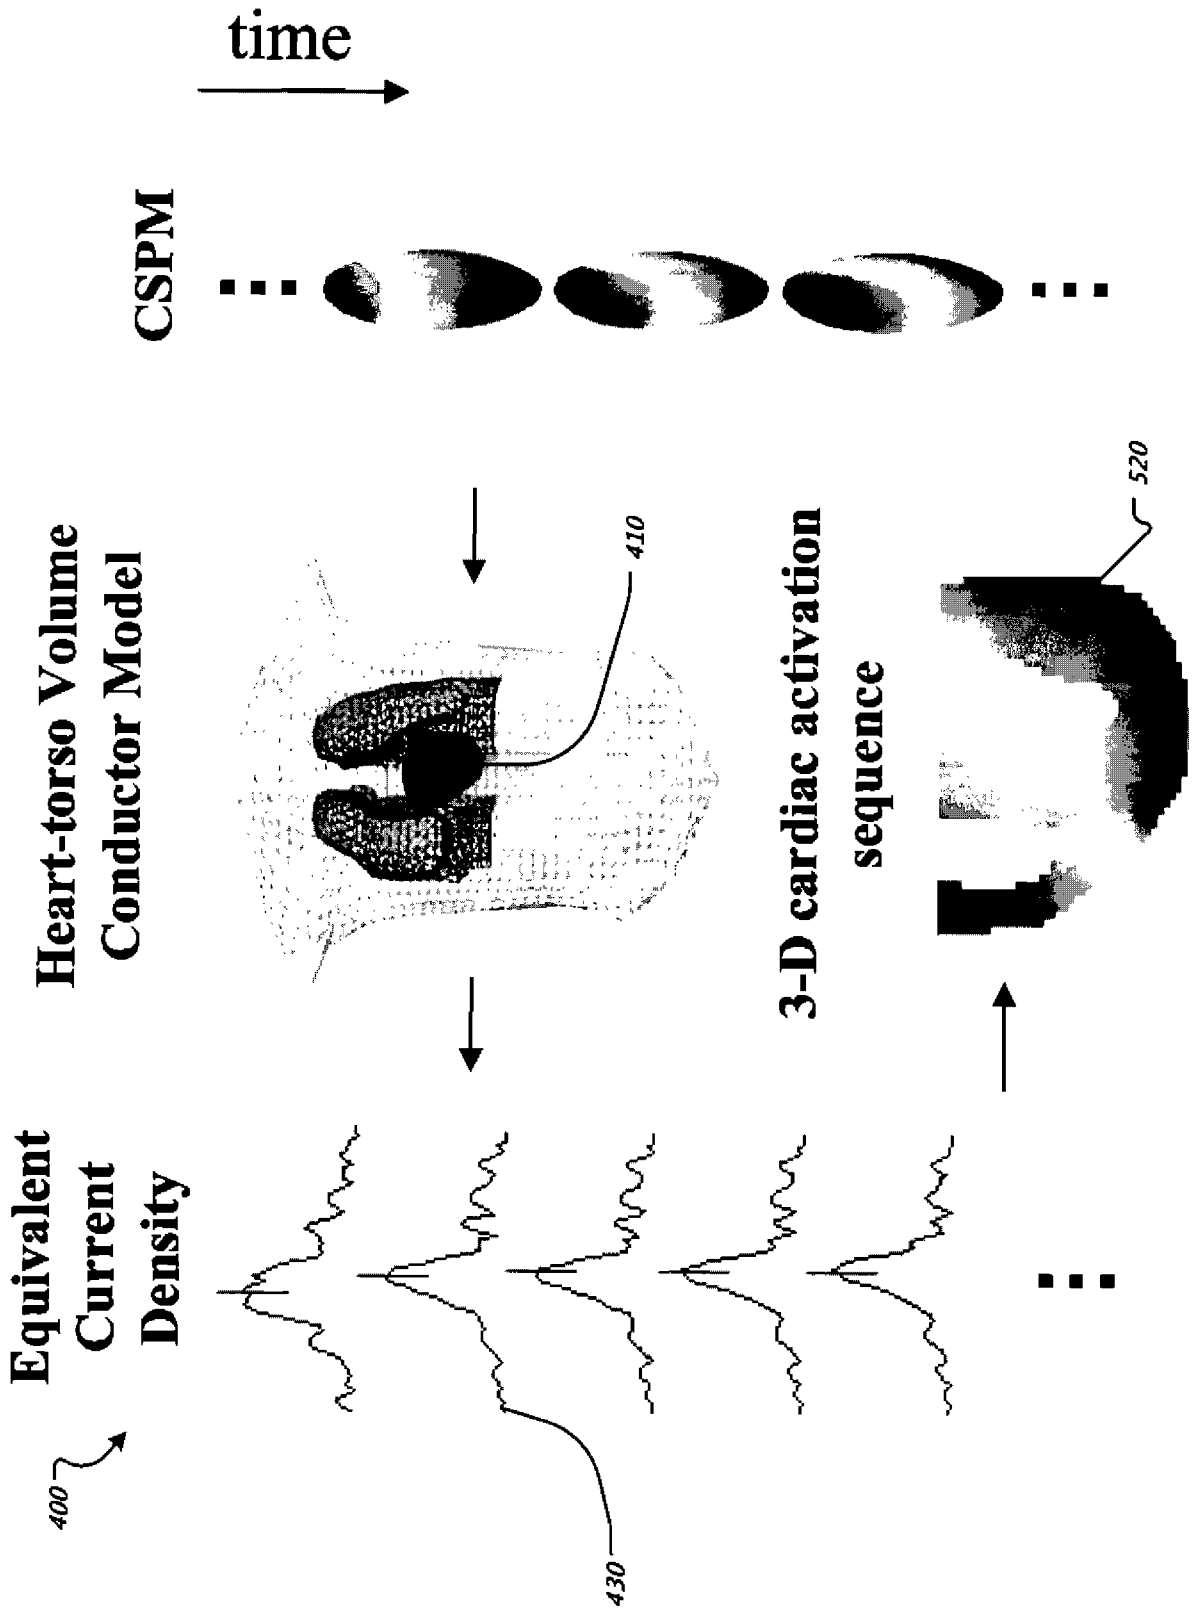 400
Equivalent
Current
Density
Heart-torso Volume
Conductor Model
CSPM
time
430
410
3-D cardiac activation
sequence
520